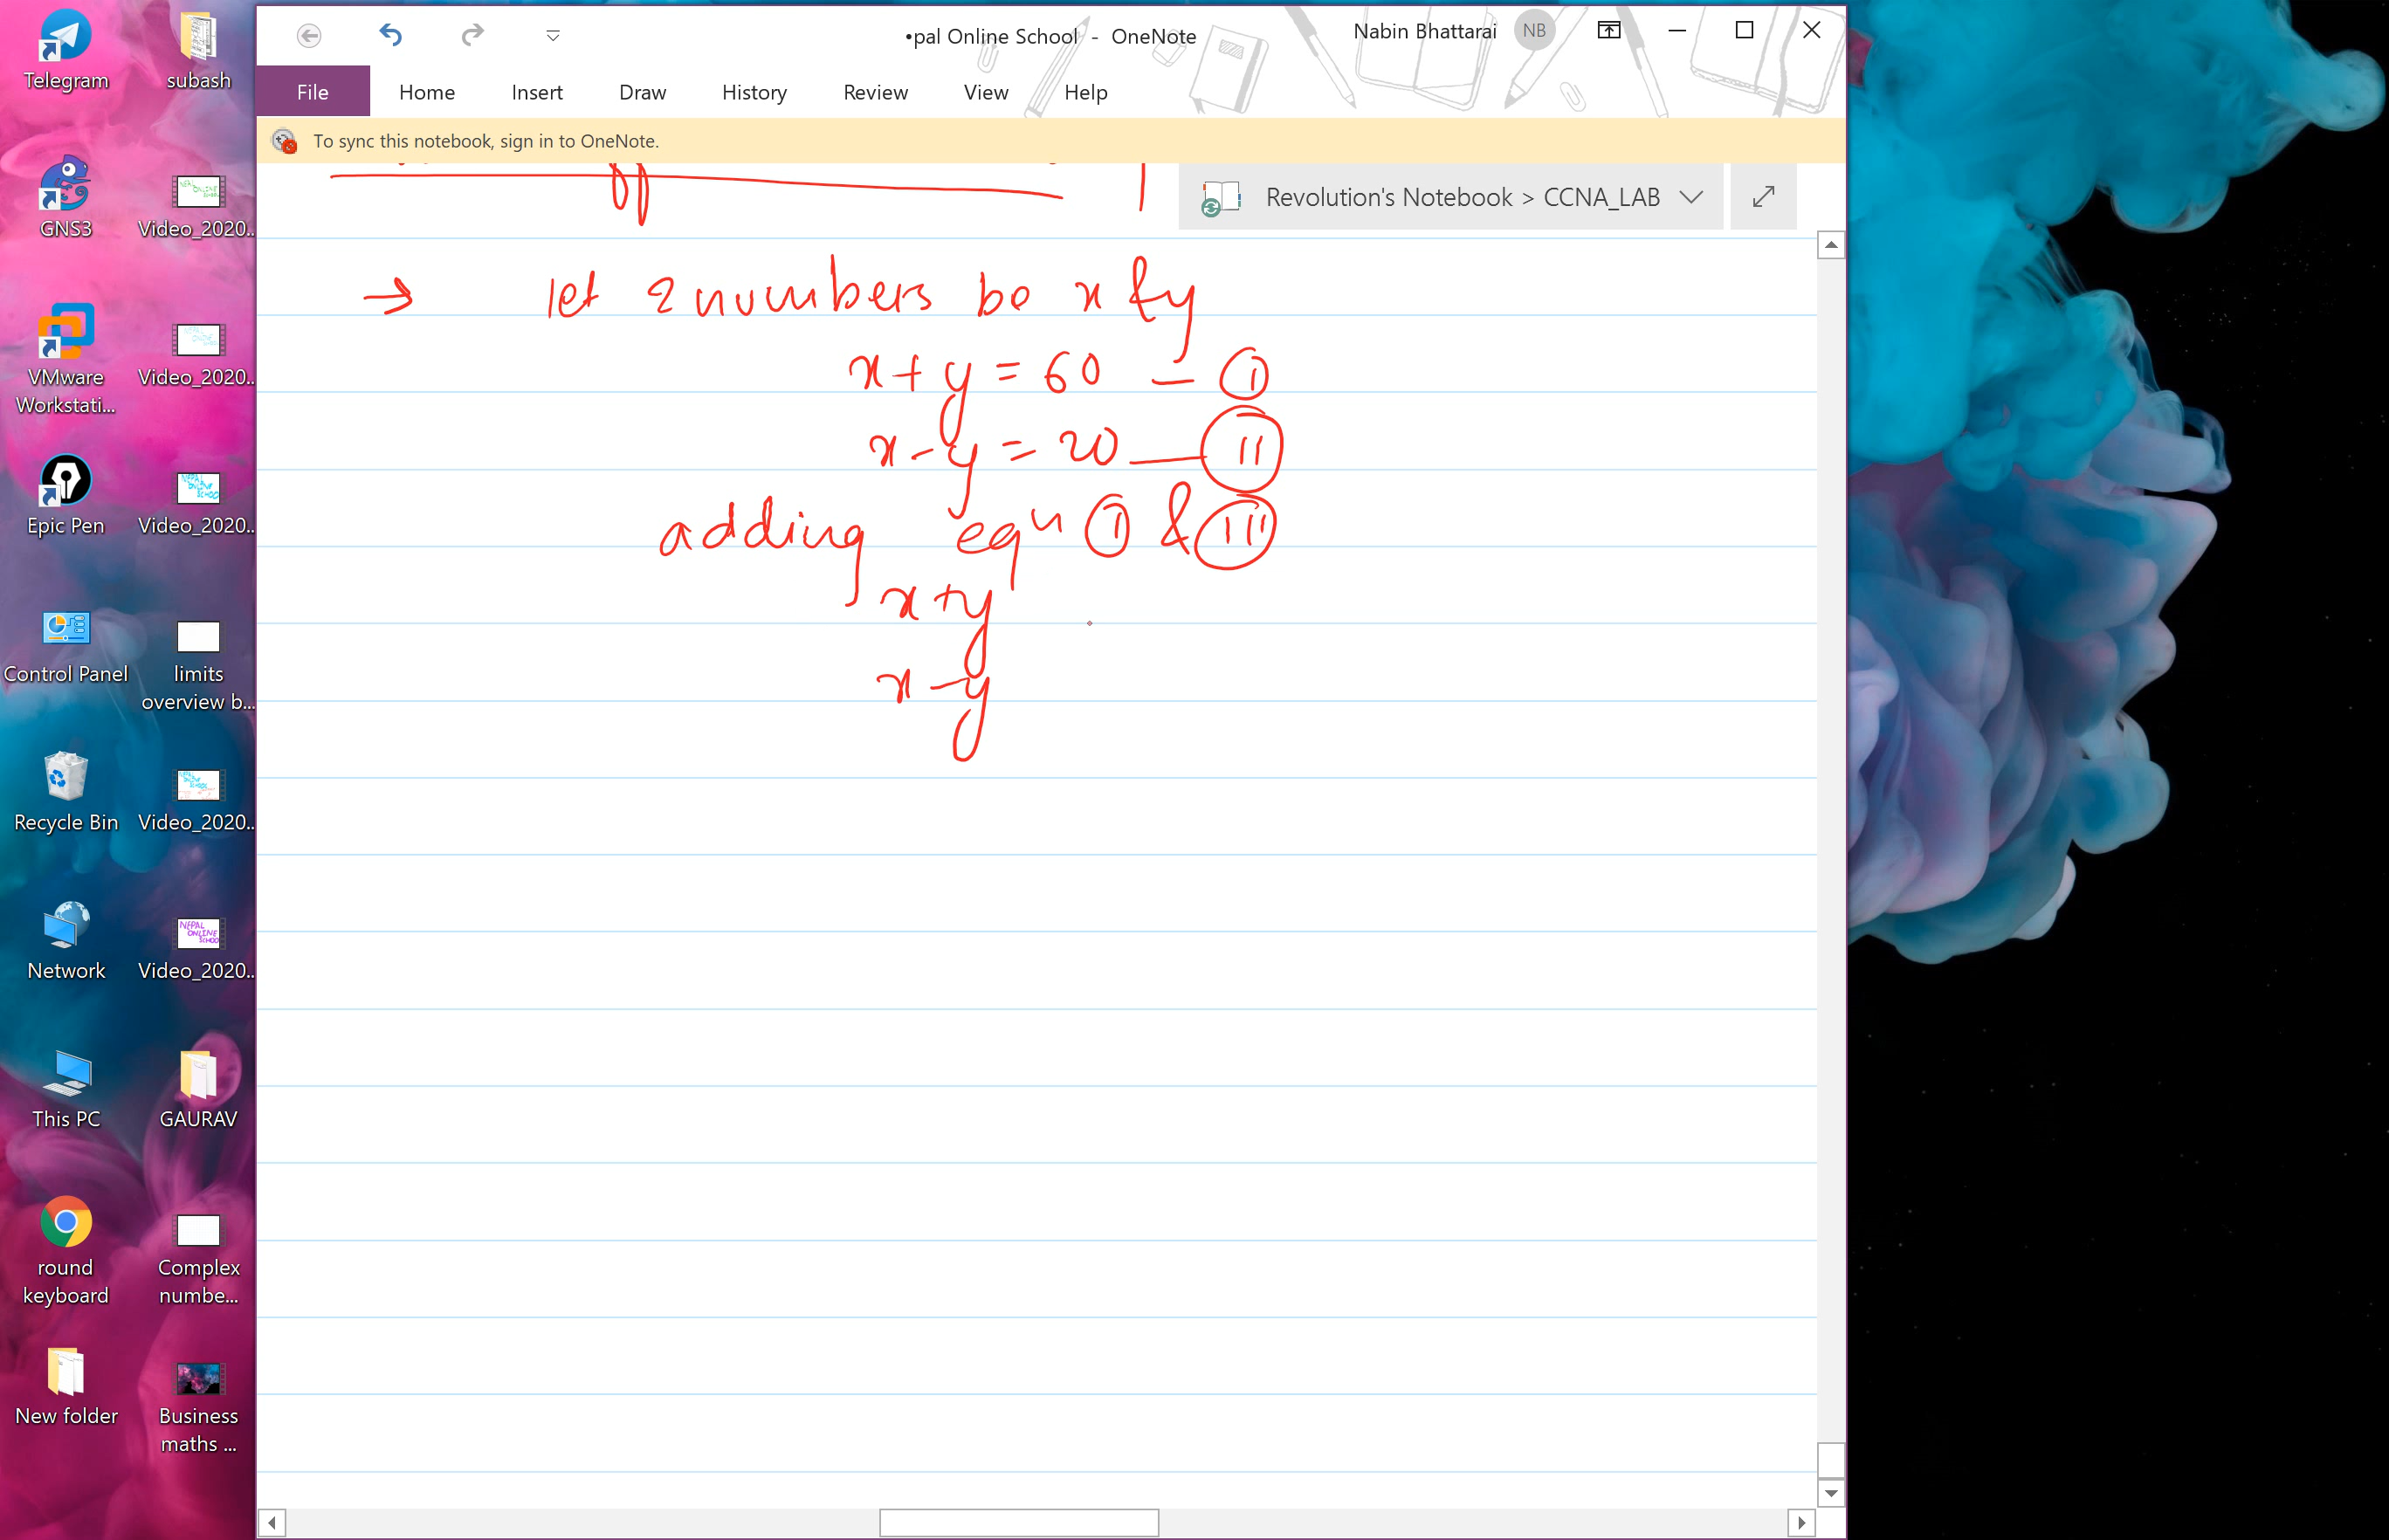 •pal Online School - OneNote
Nabin Bhattarai NB
File Home Insert Draw History Review View Help
To sync this notebook, sign in to OneNote.
Revolution's Notebook > CCNA_LAB
→ let 2 numbers be x & y
x + y = 60 — (I)
x - y = 20 — (II)
adding eqn (I) & (III)
x + y
x - y
Telegram
subash
GNS3
Video_2020...
VMware Workstati...
Video_2020...
Epic Pen
Video_2020...
Control Panel
limits overview b...
Recycle Bin
Video_2020...
Network
Video_2020...
This PC
GAURAV
round keyboard
Complex numbe...
New folder
Business maths ...